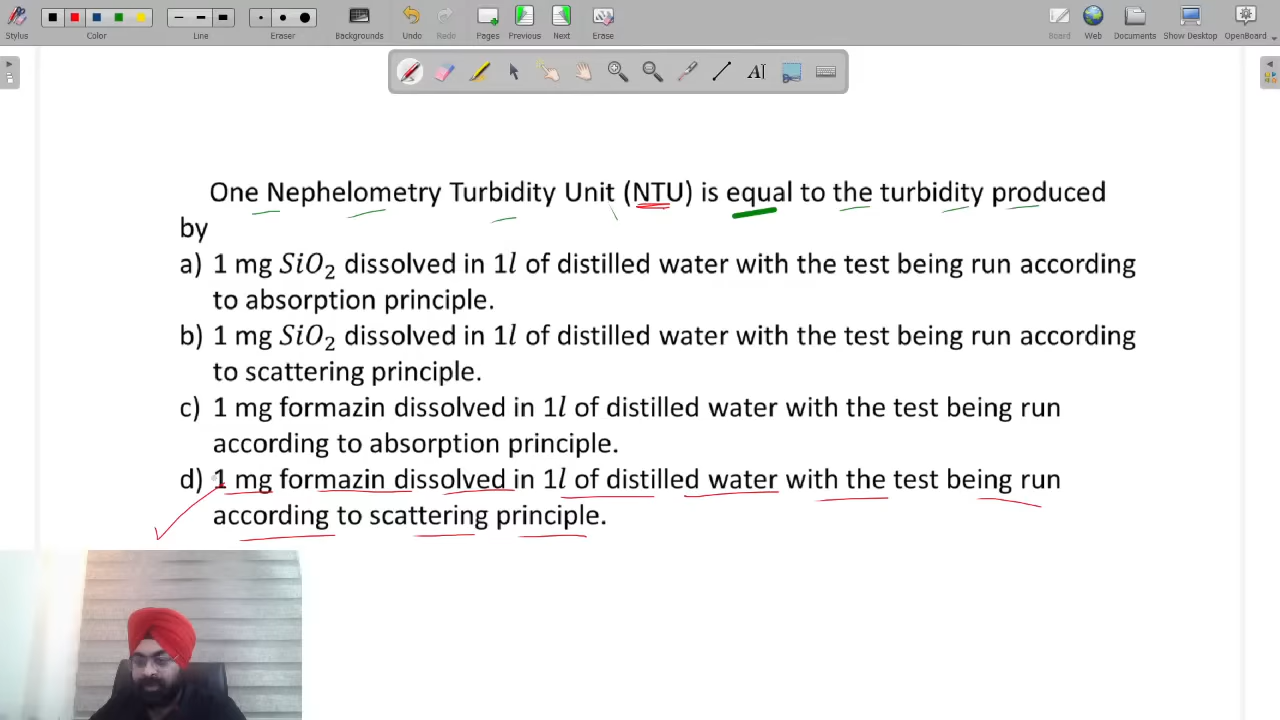 Stylus Color Line Eraser Backgrounds Undo Redo Pages Previous Next Erase Board Web Documents Show Desktop OpenBoard
One Nephelometry Turbidity Unit (NTU) is equal to the turbidity produced
by
a) 1 mg SiO₂ dissolved in 1l of distilled water with the test being run according
to absorption principle.
b) 1 mg SiO₂ dissolved in 1l of distilled water with the test being run according
to scattering principle.
c) 1 mg formazin dissolved in 1l of distilled water with the test being run
according to absorption principle.
d) 1 mg formazin dissolved in 1l of distilled water with the test being run
according to scattering principle.